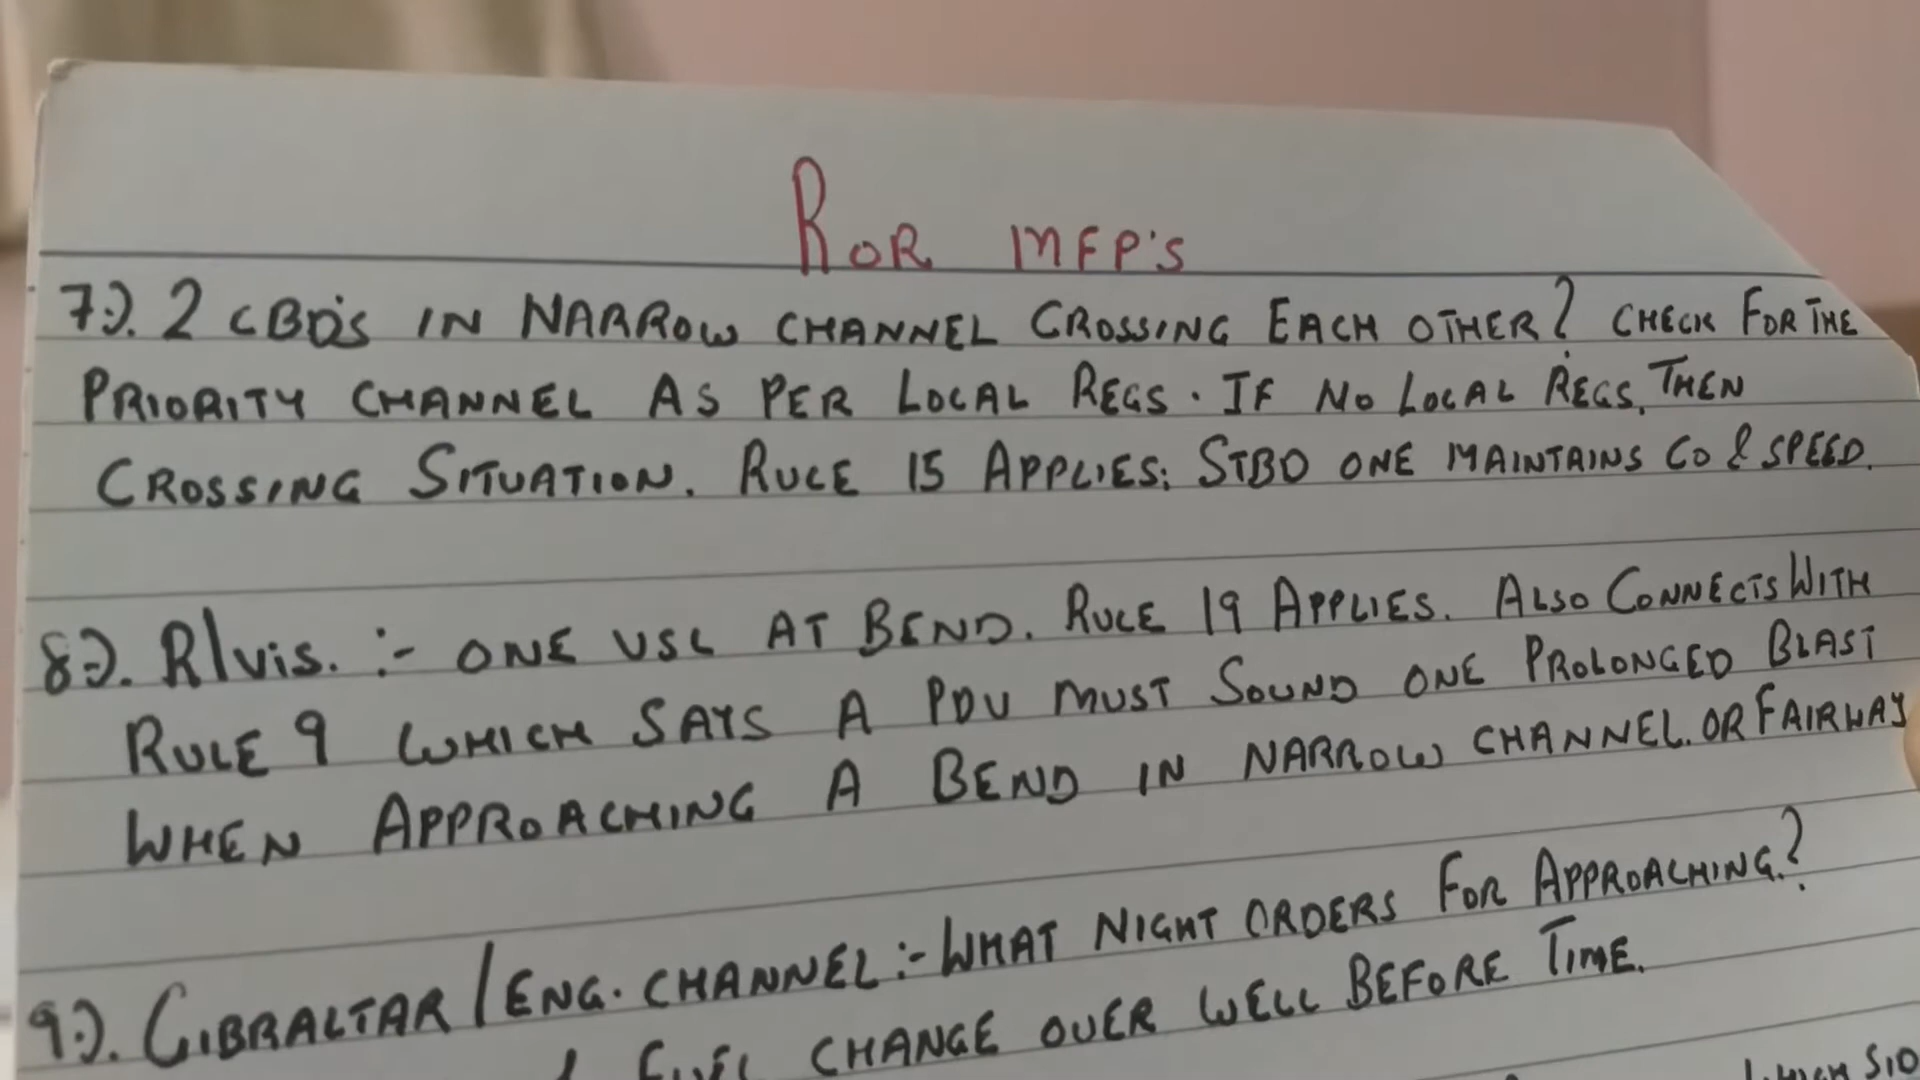 ROR MFP'S
7:). 2 CBD'S IN NARROW CHANNEL CROSSING EACH OTHER? CHECK FOR THE
PRIORITY CHANNEL AS PER LOCAL REGS. IF NO LOCAL REGS, THEN
CROSSING SITUATION. RULE 15 APPLIES: STBD ONE MAINTAINS CO & SPEED.
8:). R/VIS. :- ONE VSL AT BEND. RULE 19 APPLIES. ALSO CONNECTS WITH
RULE 9 WHICH SAYS A PDV MUST SOUND ONE PROLONGED BLAST
WHEN APPROACHING A BEND IN NARROW CHANNEL. OR FAIRWAY
9:). GIBRALTAR / ENG. CHANNEL :- WHAT NIGHT ORDERS FOR APPROACHING.?
FUEL CHANGE OVER WELL BEFORE TIME.